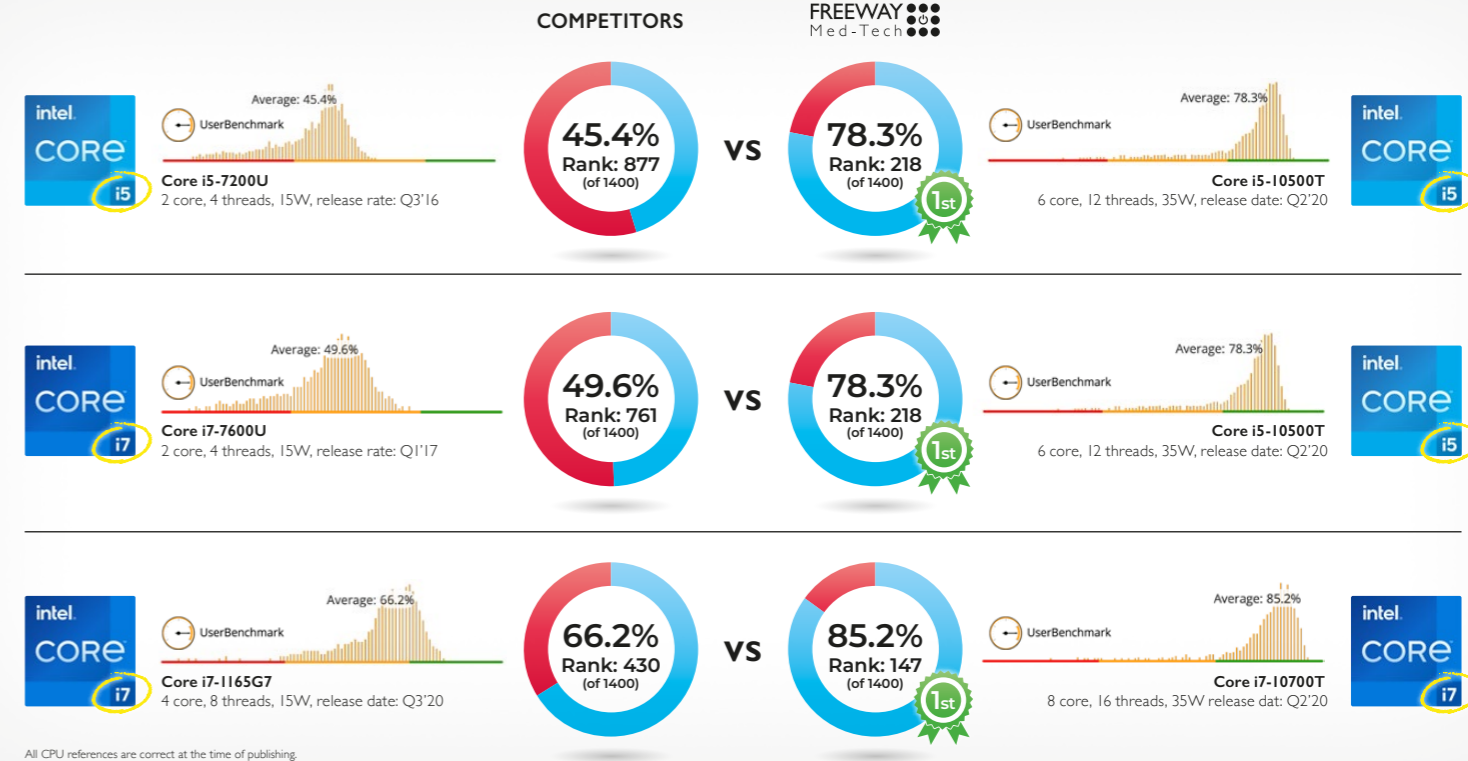 COMPETITORS
FREEWAY
Med-Tech
intel.
CORE
i5
Average: 45.4%
UserBenchmark
Core i5-7200U
2 core, 4 threads, 15W, release rate: Q3'16
45.4%
Rank: 877
(of 1400)
VS
78.3%
Rank: 218
(of 1400)
1st
Average: 78.3%
UserBenchmark
Core i5-10500T
6 core, 12 threads, 35W, release date: Q2'20
intel.
CORE
i5
intel.
CORE
i7
Average: 49.6%
UserBenchmark
Core i7-7600U
2 core, 4 threads, 15W, release rate: Q1'17
49.6%
Rank: 761
(of 1400)
VS
78.3%
Rank: 218
(of 1400)
1st
Average: 78.3%
UserBenchmark
Core i5-10500T
6 core, 12 threads, 35W, release date: Q2'20
intel.
CORE
i5
intel.
CORE
i7
Average: 66.2%
UserBenchmark
Core i7-1165G7
4 core, 8 threads, 15W, release date: Q3'20
66.2%
Rank: 430
(of 1400)
VS
85.2%
Rank: 147
(of 1400)
1st
Average: 85.2%
UserBenchmark
Core i7-10700T
8 core, 16 threads, 35W release dat: Q2'20
intel.
CORE
i7
All CPU references are correct at the time of publishing.